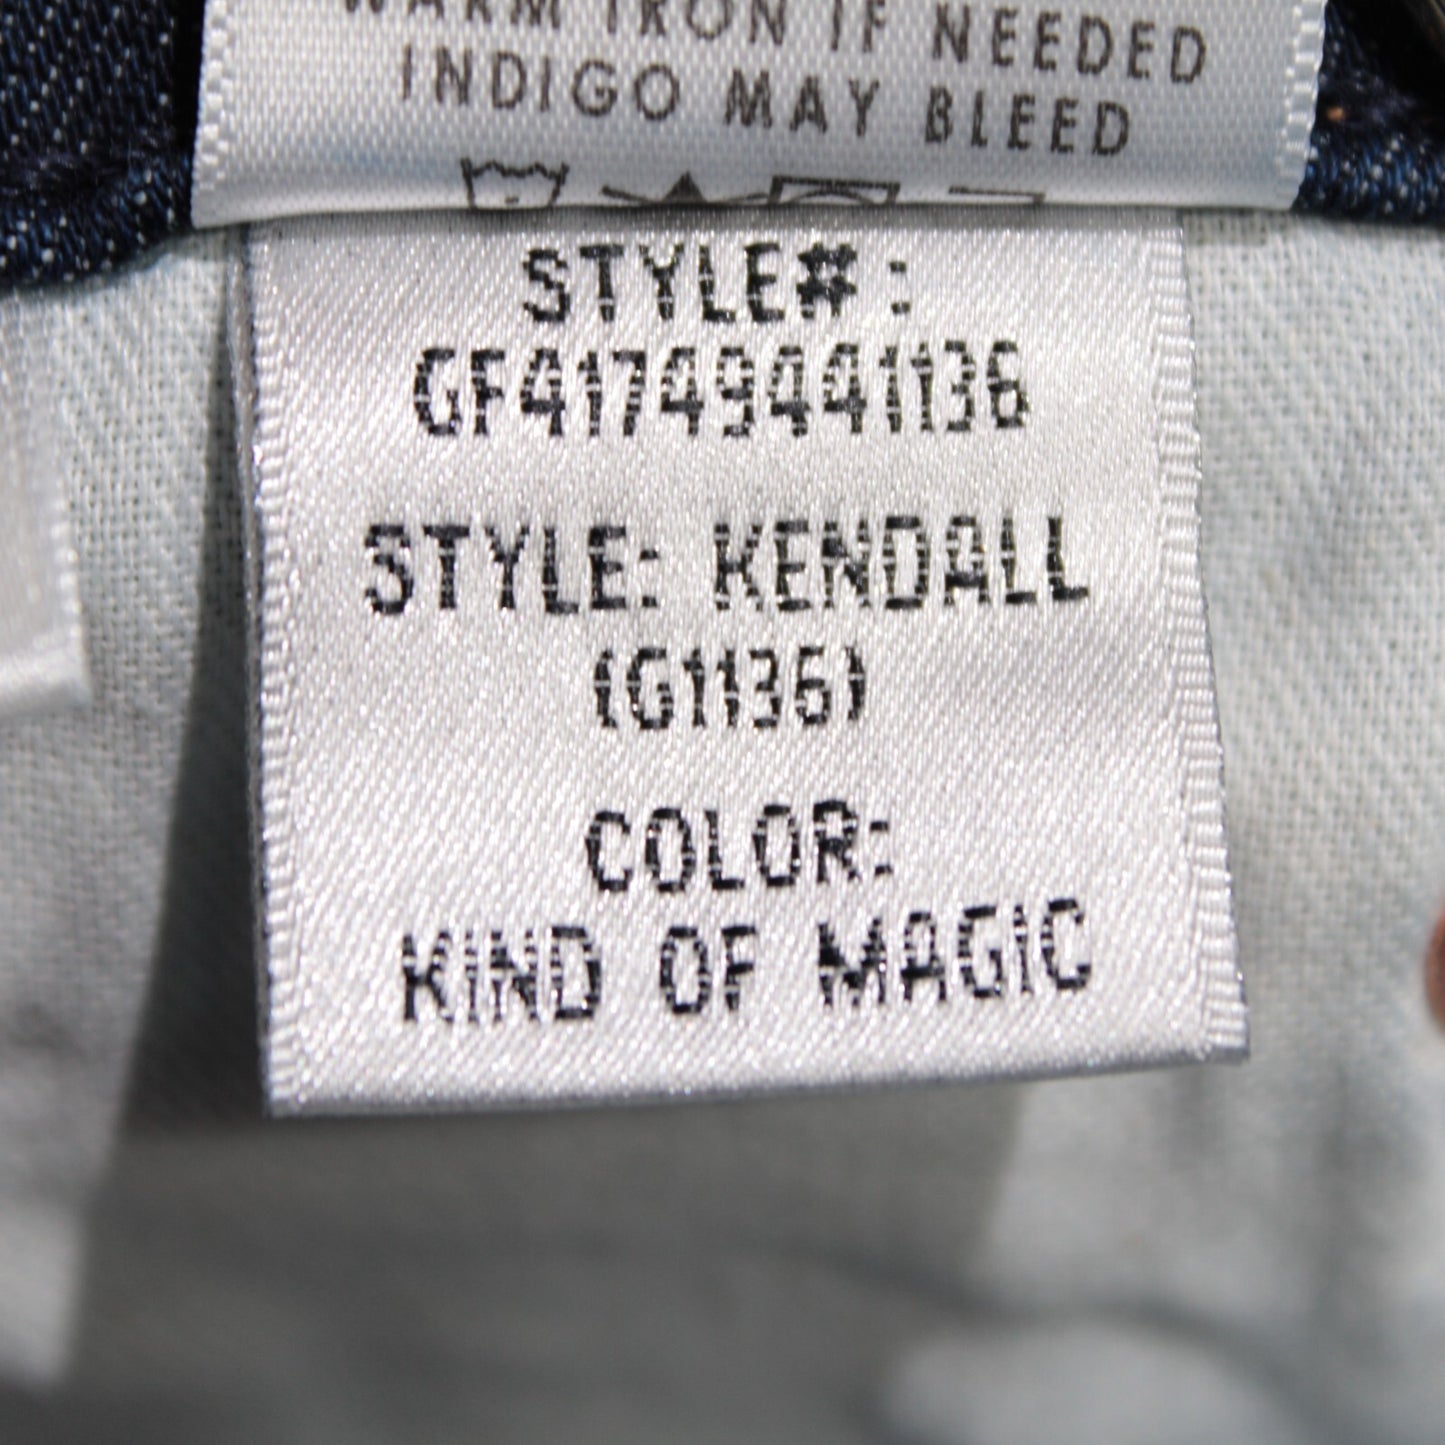 WARM IRON IF NEEDED
INDIGO MAY BLEED
STYLE#:
GF41749441136
STYLE: KENDALL
(G1136)
COLOR:
KIND OF MAGIC